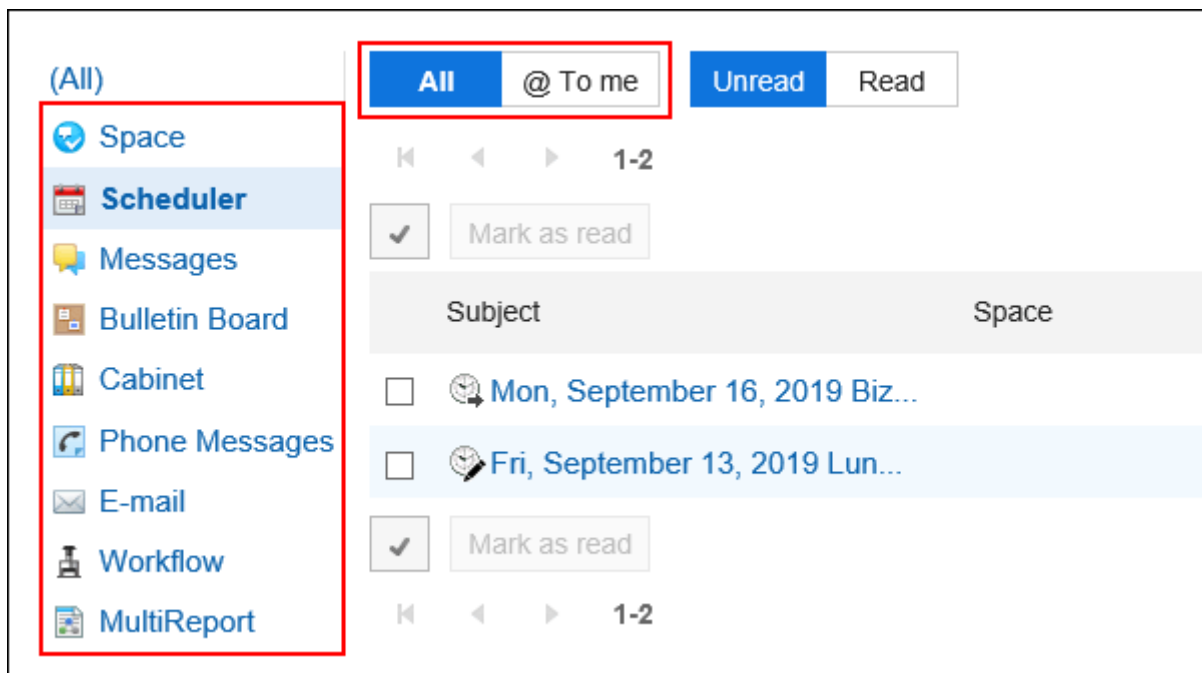 (All)
Space
Scheduler
Messages
Bulletin Board
Cabinet
Phone Messages
E-mail
Workflow
MultiReport
All @ To me Unread Read
1-2
Mark as read
Subject Space
Mon, September 16, 2019 Biz...
Fri, September 13, 2019 Lun...
Mark as read
1-2